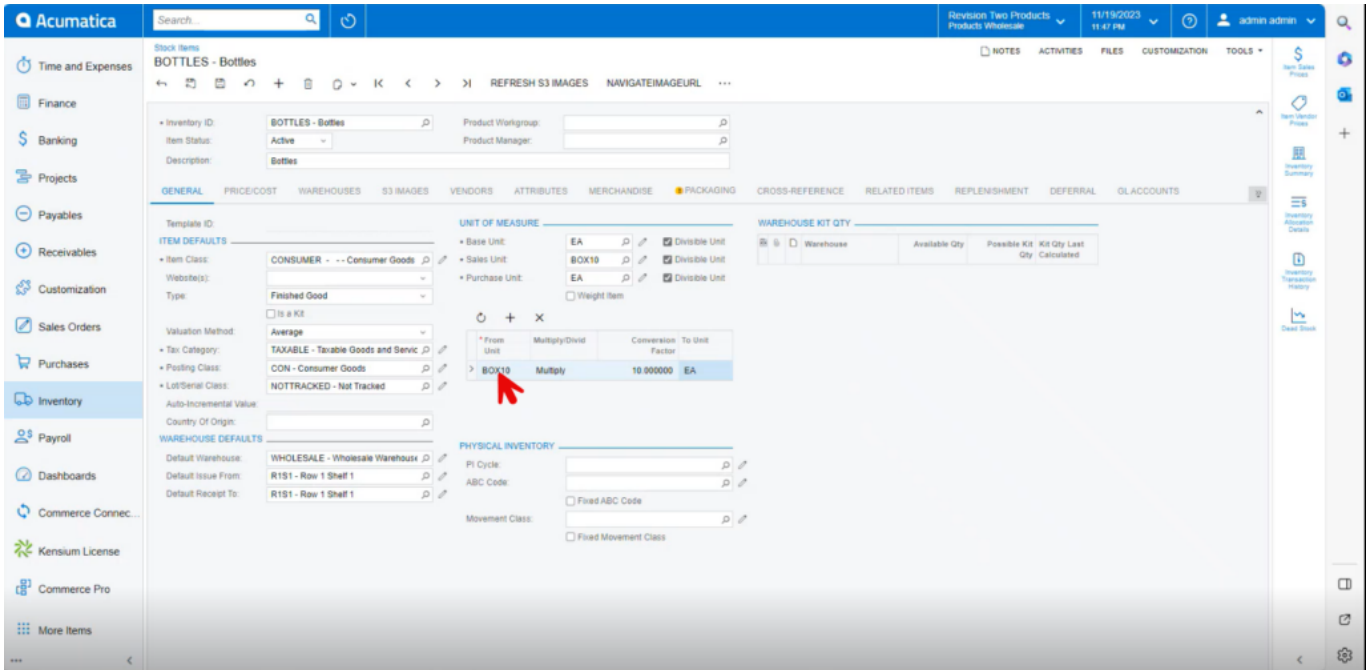 Acumatica
Search...
Revision Two Products
Products Wholesale
11/19/2023
11:47 PM
admin admin
Time and Expenses
Finance
Banking
Projects
Payables
Receivables
Customization
Sales Orders
Purchases
Inventory
Payroll
Dashboards
Commerce Connec...
Kensium License
Commerce Pro
More Items
Stock Items
BOTTLES - Bottles
NOTES ACTIVITIES FILES CUSTOMIZATION TOOLS
REFRESH S3 IMAGES NAVIGATEIMAGEURL ...
Inventory ID: BOTTLES - Bottles
Item Status: Active
Description: Bottles
Product Workgroup:
Product Manager:
GENERAL PRICE/COST WAREHOUSES S3 IMAGES VENDORS ATTRIBUTES MERCHANDISE PACKAGING CROSS-REFERENCE RELATED ITEMS REPLENISHMENT DEFERRAL GL ACCOUNTS
Template ID:
ITEM DEFAULTS
Item Class: CONSUMER - - - Consumer Goods
Website(s):
Type: Finished Good
Is a Kit
Valuation Method: Average
Tax Category: TAXABLE - Taxable Goods and Servic
Posting Class: CON - Consumer Goods
Lot/Serial Class: NOTTRACKED - Not Tracked
Auto-Incremental Value:
Country Of Origin:
WAREHOUSE DEFAULTS
Default Warehouse: WHOLESALE - Wholesale Warehouse
Default Issue From: R1S1 - Row 1 Shelf 1
Default Receipt To: R1S1 - Row 1 Shelf 1
UNIT OF MEASURE
Base Unit: EA Divisible Unit
Sales Unit: BOX10 Divisible Unit
Purchase Unit: EA Divisible Unit
Weight Item
From Unit Multiply/Divid Conversion Factor To Unit
BOX10 Multiply 10.000000 EA
PHYSICAL INVENTORY
PI Cycle:
ABC Code:
Fixed ABC Code
Movement Class:
Fixed Movement Class
WAREHOUSE KIT QTY
Warehouse Available Qty Possible Kit Qty Kit Qty Last Calculated
Item Sales Prices
Item Vendor Prices
Inventory Summary
Inventory Allocation Details
Inventory Transaction History
Dead Stock